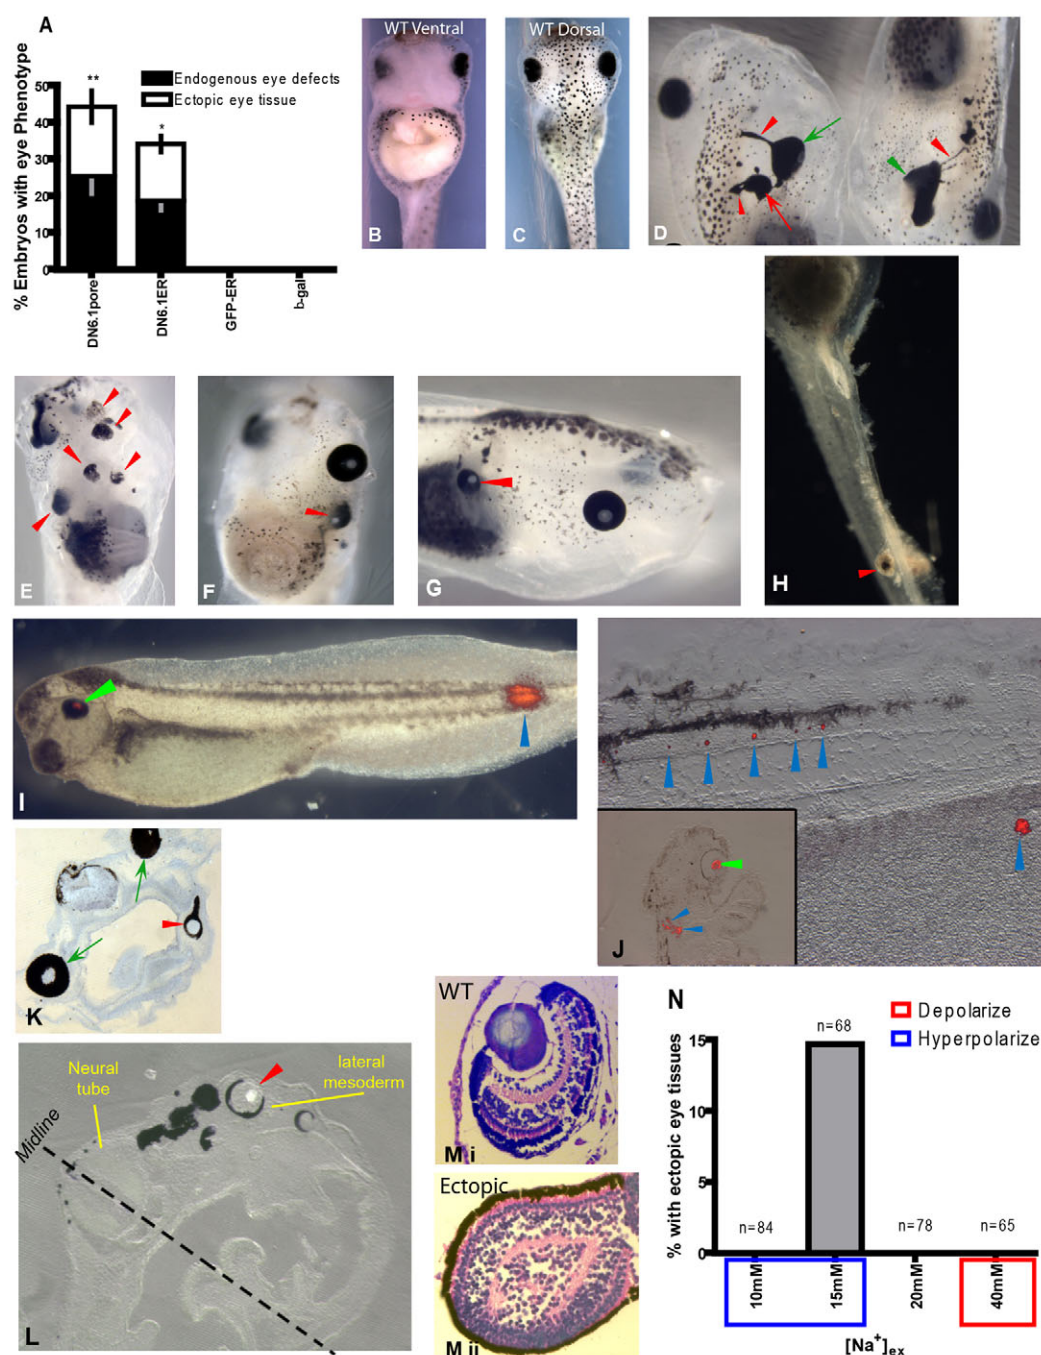 A
% Embryos with eye Phenotype
50
40
30
20
10
0
**
*
Endogenous eye defects
Ectopic eye tissue
DN6.1pore
DN6.1ER
GFP-ER
b-gal
WT Ventral
B
WT Dorsal
C
D
E
F
G
H
I
J
K
L
Neural
tube
lateral
mesoderm
Midline
WT
M i
Ectopic
M ii
N
Depolarize
Hyperpolarize
% with ectopic eye tissues
15
10
5
0
n=84
n=68
n=78
n=65
10mM
15mM
20mM
40mM
[Na⁺]ₑₓ